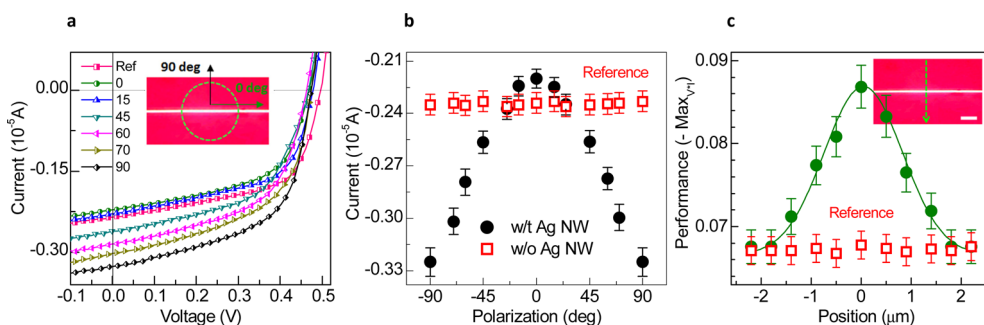 a
Ref
0
15
45
60
70
90
90 deg
0 deg
0.00
-0.15
-0.30
Current (10⁻⁵A)
-0.1 0.0 0.1 0.2 0.3 0.4 0.5
Voltage (V)
b
Reference
-0.21
-0.24
-0.27
-0.30
-0.33
Current (10⁻⁵A)
w/t Ag NW
w/o Ag NW
-90 -45 0 45 90
Polarization (deg)
c
0.09
0.08
0.07
Performance (- Max_V*I)
Reference
-2 -1 0 1 2
Position (μm)